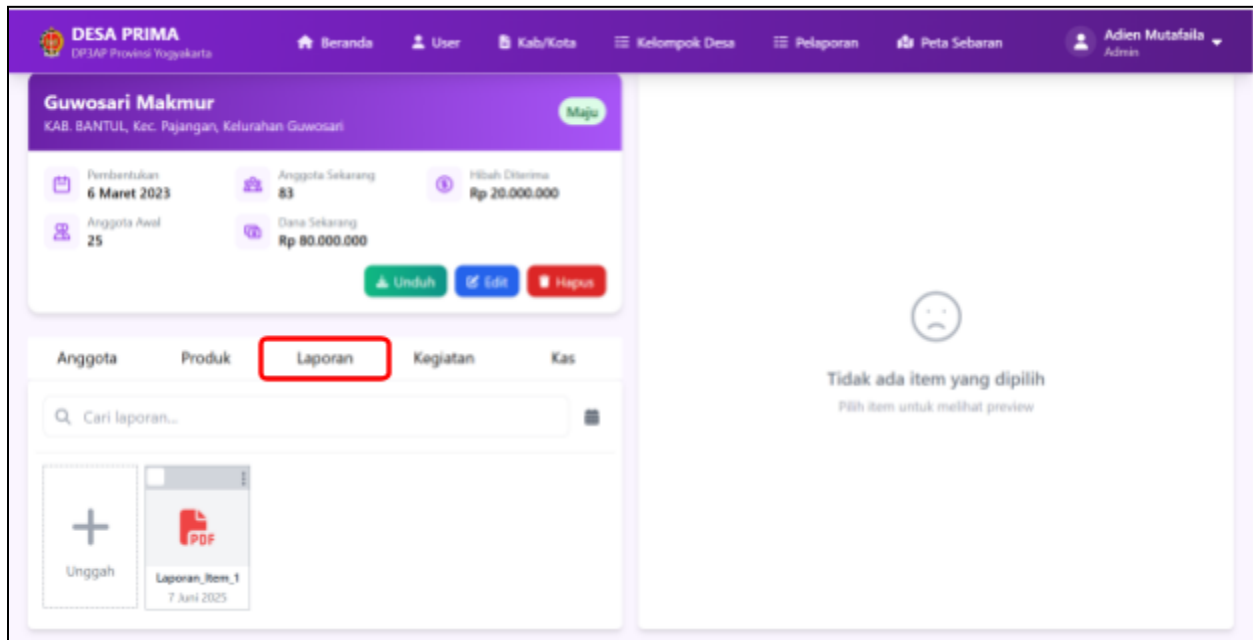 DESA PRIMA
DP3AP Provinsi Yogyakarta
Beranda
User
Kab/Kota
Kelompok Desa
Pelaporan
Peta Sebaran
Adien Mutafaila
Admin
Guwosari Makmur
KAB. BANTUL, Kec. Pajangan, Kelurahan Guwosari
Maju
Pembentukan
6 Maret 2023
Anggota Sekarang
83
Hibah Diterima
Rp 20.000.000
Anggota Awal
25
Dana Sekarang
Rp 80.000.000
Unduh
Edit
Hapus
Anggota
Produk
Laporan
Kegiatan
Kas
Cari laporan...
Unggah
PDF
Laporan_Item_1
7 Juni 2025
Tidak ada item yang dipilih
Pilih item untuk melihat preview